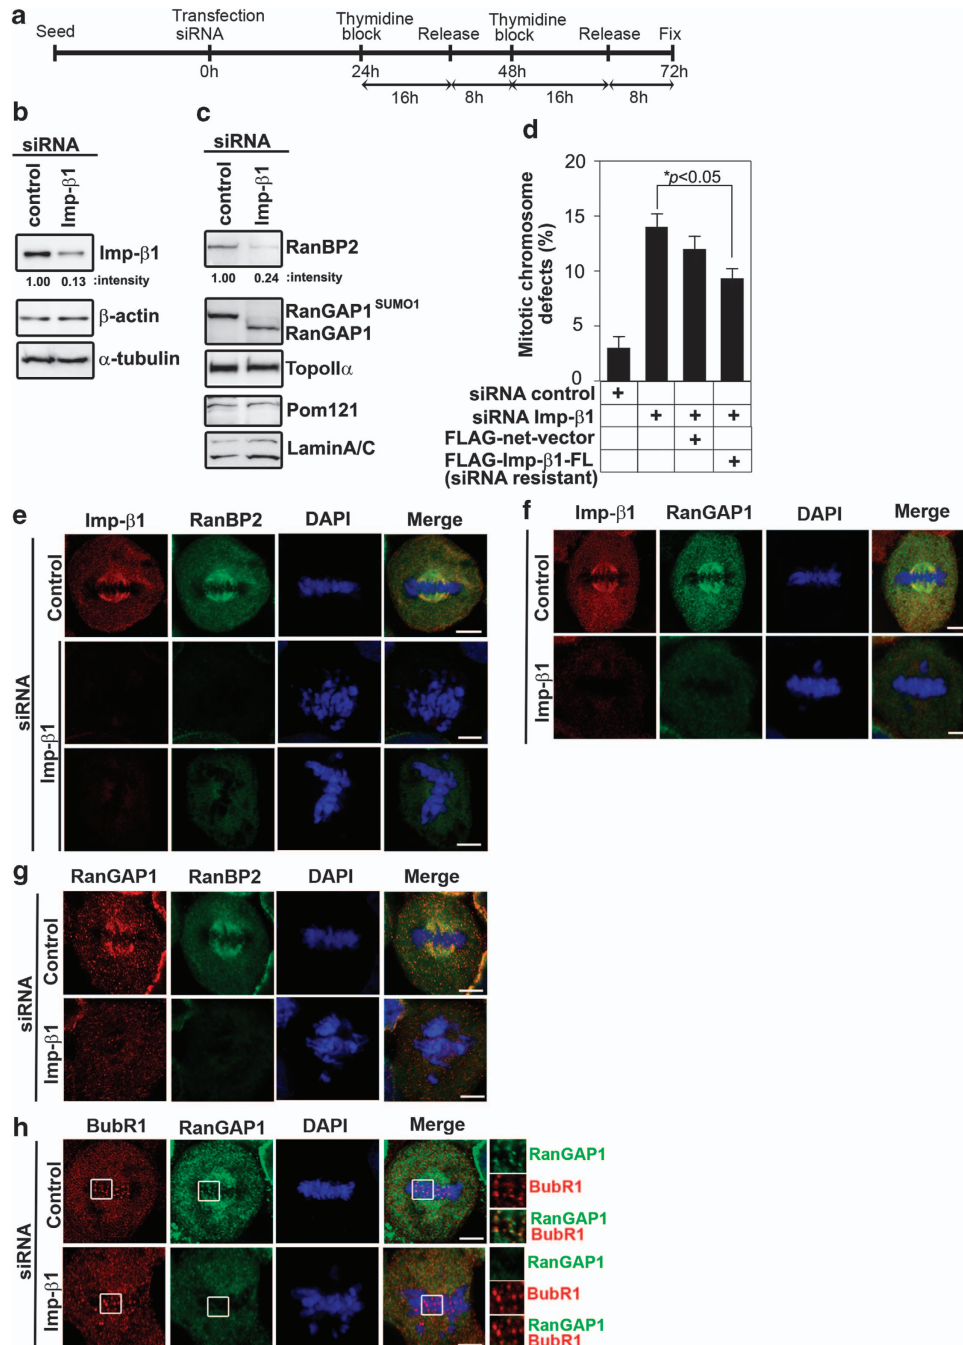 a
Seed
Transfection
siRNA
Thymidine
block
Release
Thymidine
block
Release
Fix
0h
24h
48h
72h
16h
8h
16h
8h
b
siRNA
control
Imp-β1
Imp-β1
1.00 0.13 :intensity
β-actin
α-tubulin
c
siRNA
control
Imp-β1
RanBP2
1.00 0.24 :intensity
RanGAP1SUMO1
RanGAP1
TopoIIα
Pom121
LaminA/C
d
Mitotic chromosome
defects (%)
20
15
10
5
0
*p<0.05
siRNA control +
siRNA Imp-β1 + + +
FLAG-net-vector +
FLAG-Imp-β1-FL +
(siRNA resistant)
e
Imp-β1 RanBP2 DAPI Merge
siRNA
Control
Imp-β1
f
Imp-β1 RanGAP1 DAPI Merge
siRNA
Control
Imp-β1
g
RanGAP1 RanBP2 DAPI Merge
siRNA
Control
Imp-β1
h
BubR1 RanGAP1 DAPI Merge
siRNA
Control
Imp-β1
RanGAP1
BubR1
RanGAP1
BubR1
RanGAP1
BubR1
RanGAP1
BubR1